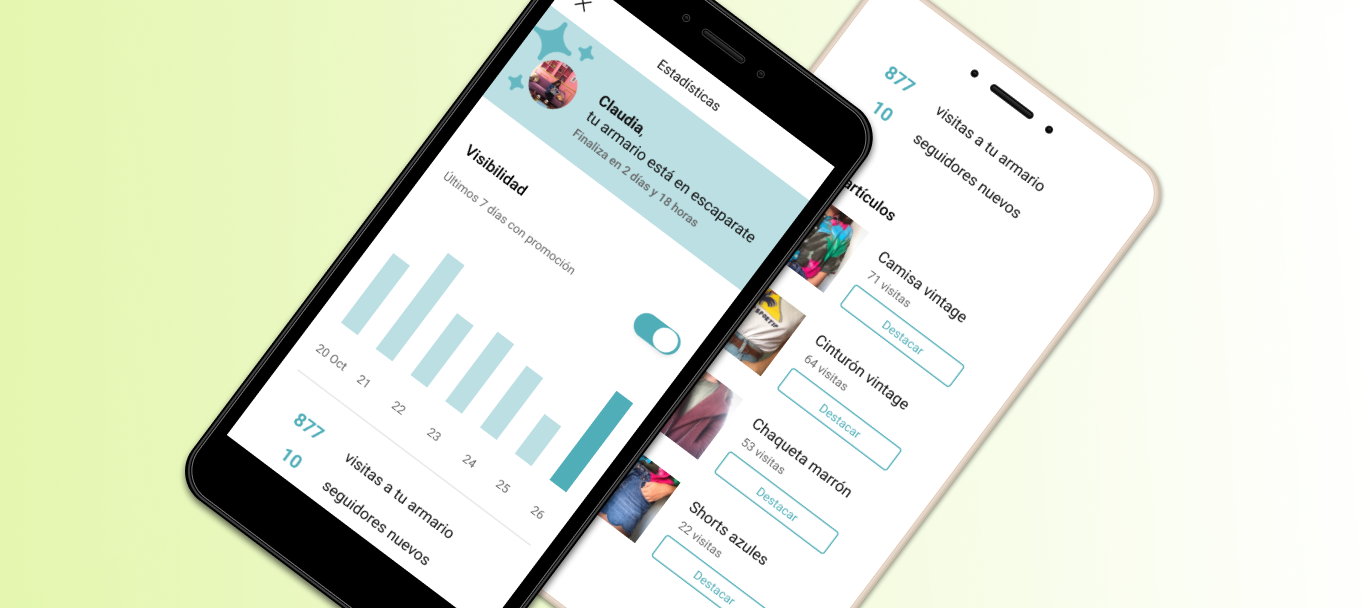 Estadísticas
Claudia,
tu armario está en escaparate
Finaliza en 2 días y 18 horas
Visibilidad
Últimos 7 días con promoción
20 Oct
21
22
23
24
25
26
877
visitas a tu armario
10
seguidores nuevos
877
visitas a tu armario
10
seguidores nuevos
artículos
Camisa vintage
71 visitas
Destacar
SPORTIF
Cinturón vintage
64 visitas
Destacar
Chaqueta marrón
53 visitas
Destacar
Shorts azules
22 visitas
Destacar